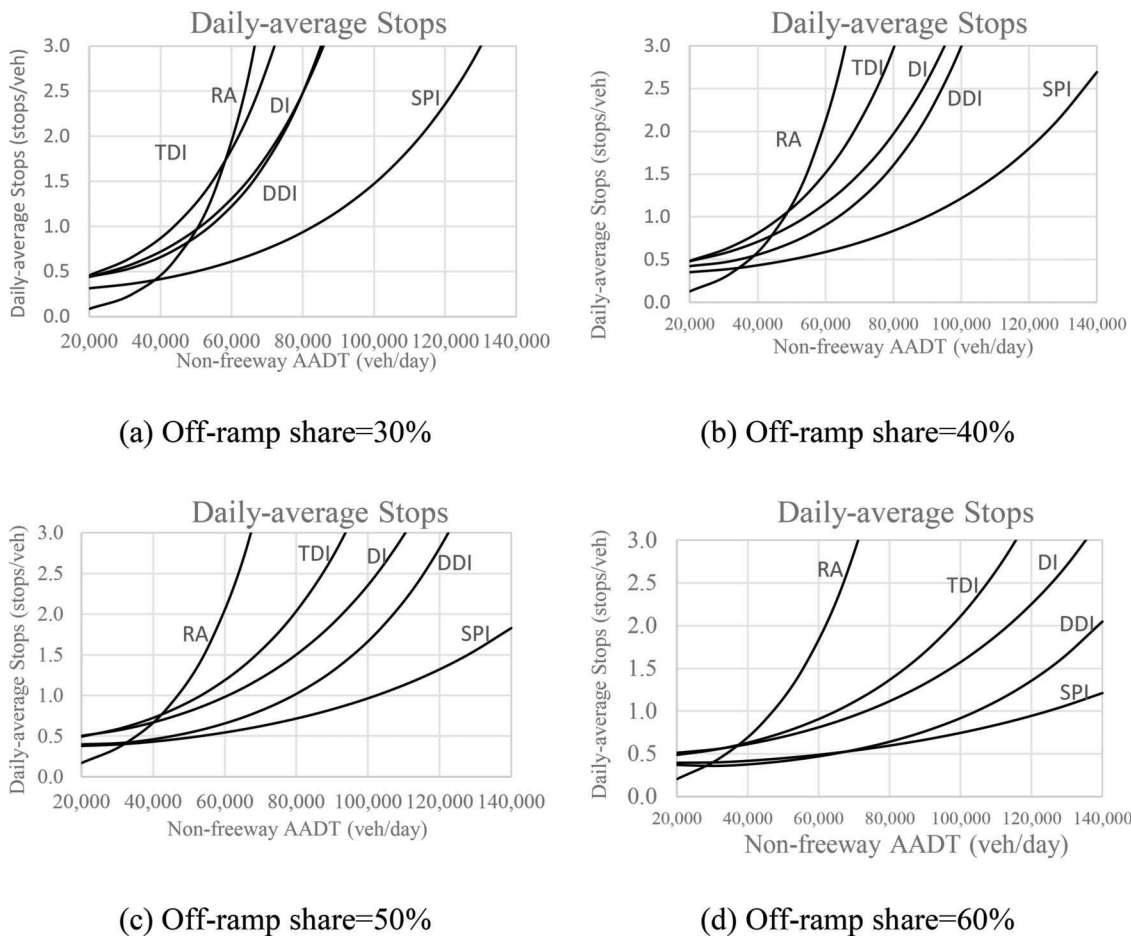 Daily-average Stops
Daily-average Stops (stops/veh)
3.0
2.5
2.0
1.5
1.0
0.5
0.0
RA
TDI
DI
DDI
SPI
20,000 40,000 60,000 80,000 100,000 120,000 140,000
Non-freeway AADT (veh/day)
(a) Off-ramp share=30%
Daily-average Stops
Daily-average Stops (stops/veh)
3.0
2.5
2.0
1.5
1.0
0.5
0.0
TDI
DI
DDI
SPI
RA
20,000 40,000 60,000 80,000 100,000 120,000 140,000
Non-freeway AADT (veh/day)
(b) Off-ramp share=40%
Daily-average Stops
Daily-average Stops (stops/veh)
3.0
2.5
2.0
1.5
1.0
0.5
0.0
TDI
DI
DDI
RA
SPI
20,000 40,000 60,000 80,000 100,000 120,000 140,000
Non-freeway AADT (veh/day)
(c) Off-ramp share=50%
Daily-average Stops
Daily-average Stops (stops/veh)
3.0
2.5
2.0
1.5
1.0
0.5
0.0
RA
TDI
DI
DDI
SPI
20,000 40,000 60,000 80,000 100,000 120,000 140,000
Non-freeway AADT (veh/day)
(d) Off-ramp share=60%